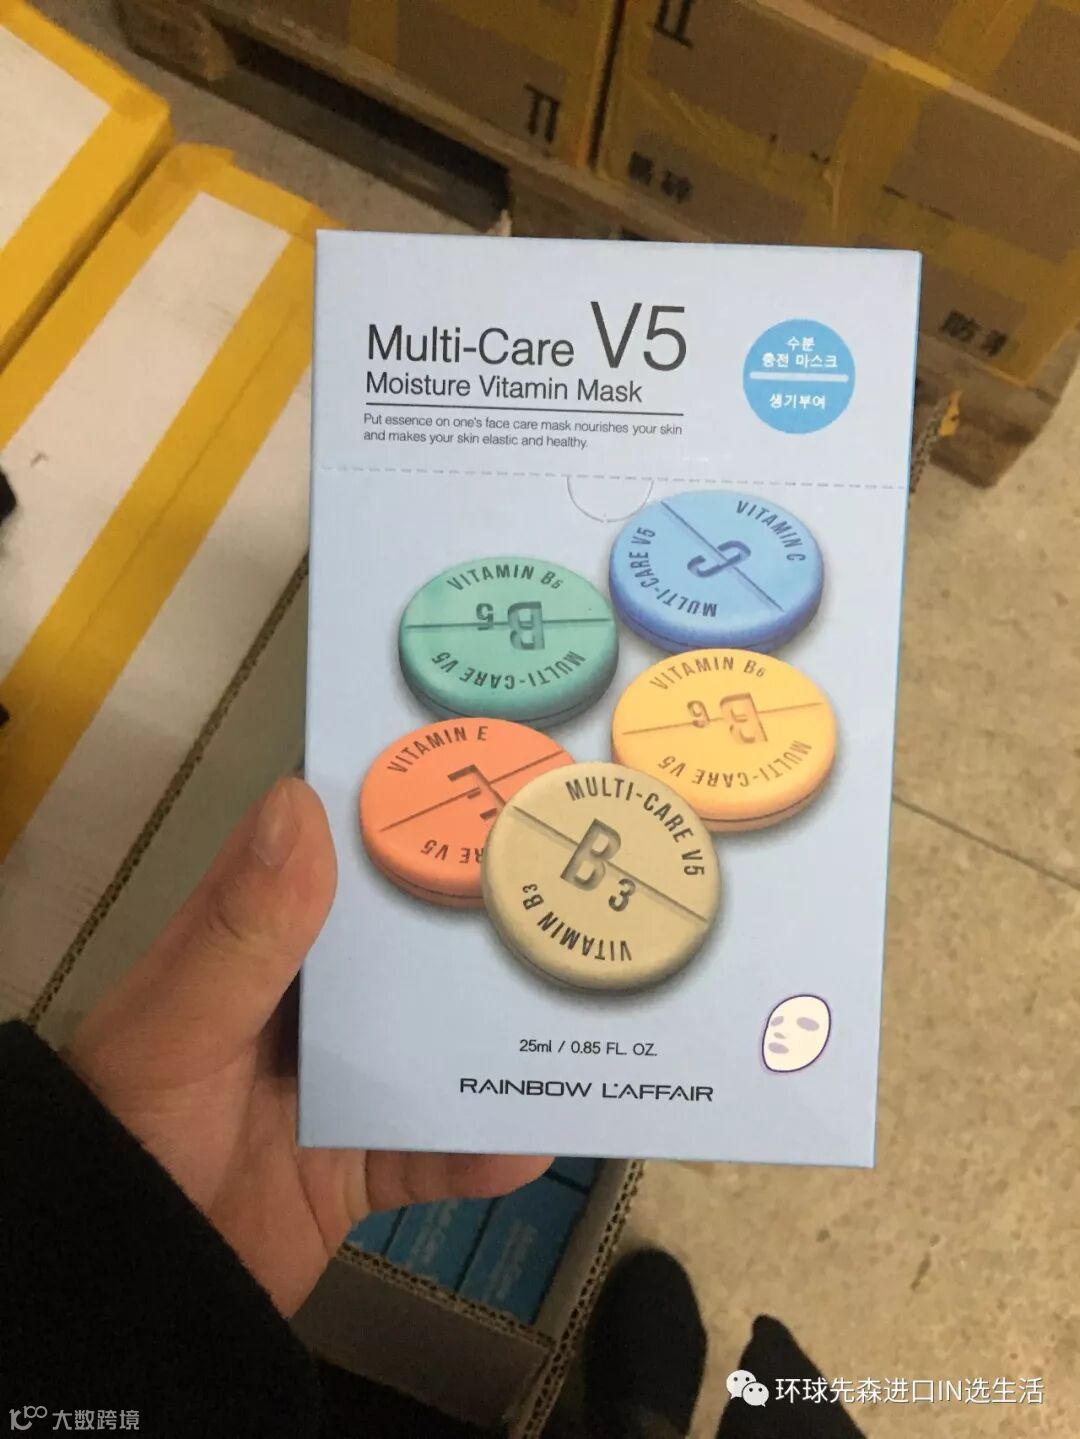 Multi-Care V5
Moisture Vitamin Mask
Put essence on one's face care mask nourishes your skin
and makes your skin elastic and healthy.
수분
충전 마스크
생기부여
VITAMIN C
C
MULTI-CARE V5
VITAMIN B5
B5
MULTI-CARE V5
VITAMIN B6
B6
MULTI-CARE V5
VITAMIN E
RE V5
MULTI-CARE V5
B3
VITAMIN B3
25ml / 0.85 FL. OZ.
RAINBOW L'AFFAIR
环球先森进口IN选生活
大数跨境